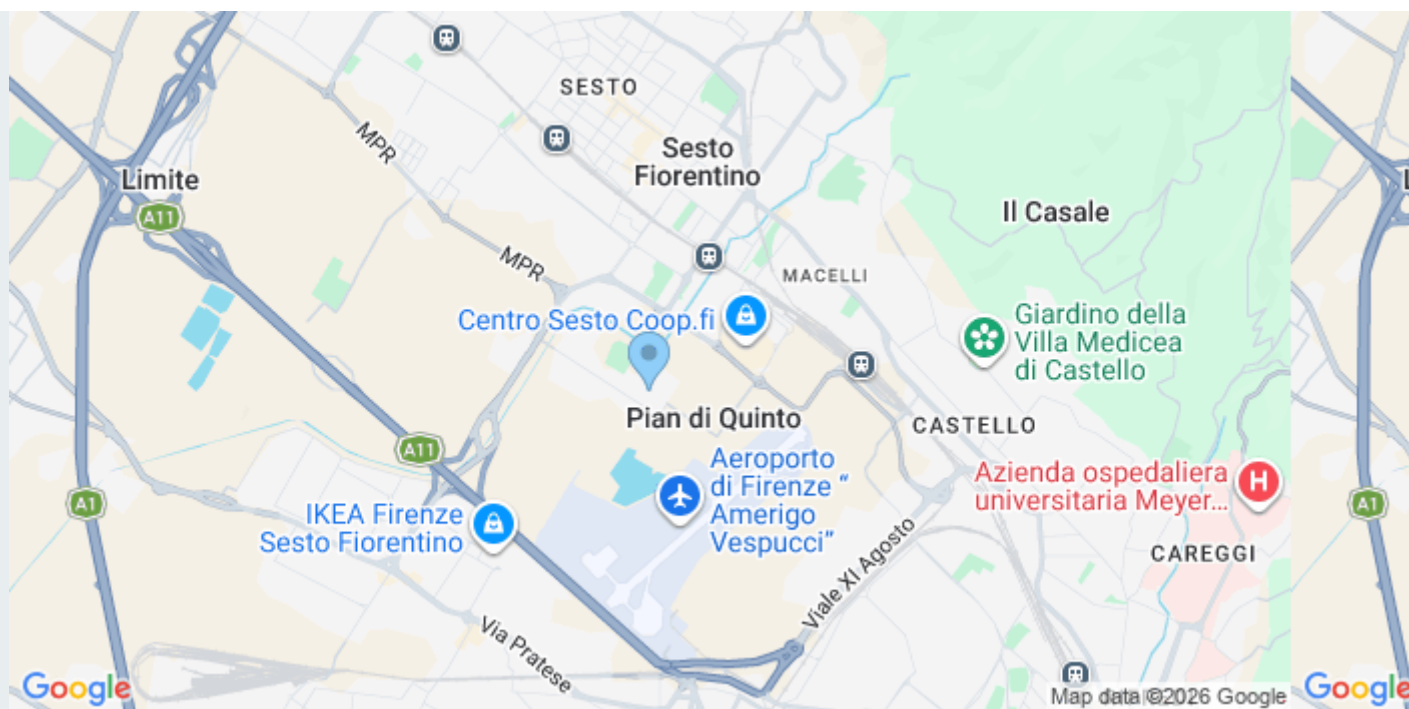 SESTO
MPR
Sesto
Fiorentino
Limite
A11
Il Casale
MPR
MACELLI
Centro Sesto Coop.fi
Giardino della
Villa Medicea
di Castello
Pian di Quinto
CASTELLO
A11
Aeroporto
di Firenze “
Amerigo
Vespucci”
Azienda ospedaliera
universitaria Meyer...
H
A1
A1
IKEA Firenze
Sesto Fiorentino
Viale XI Agosto
CAREGGI
Via Pratese
Google
Map data ©2026 Google
Google